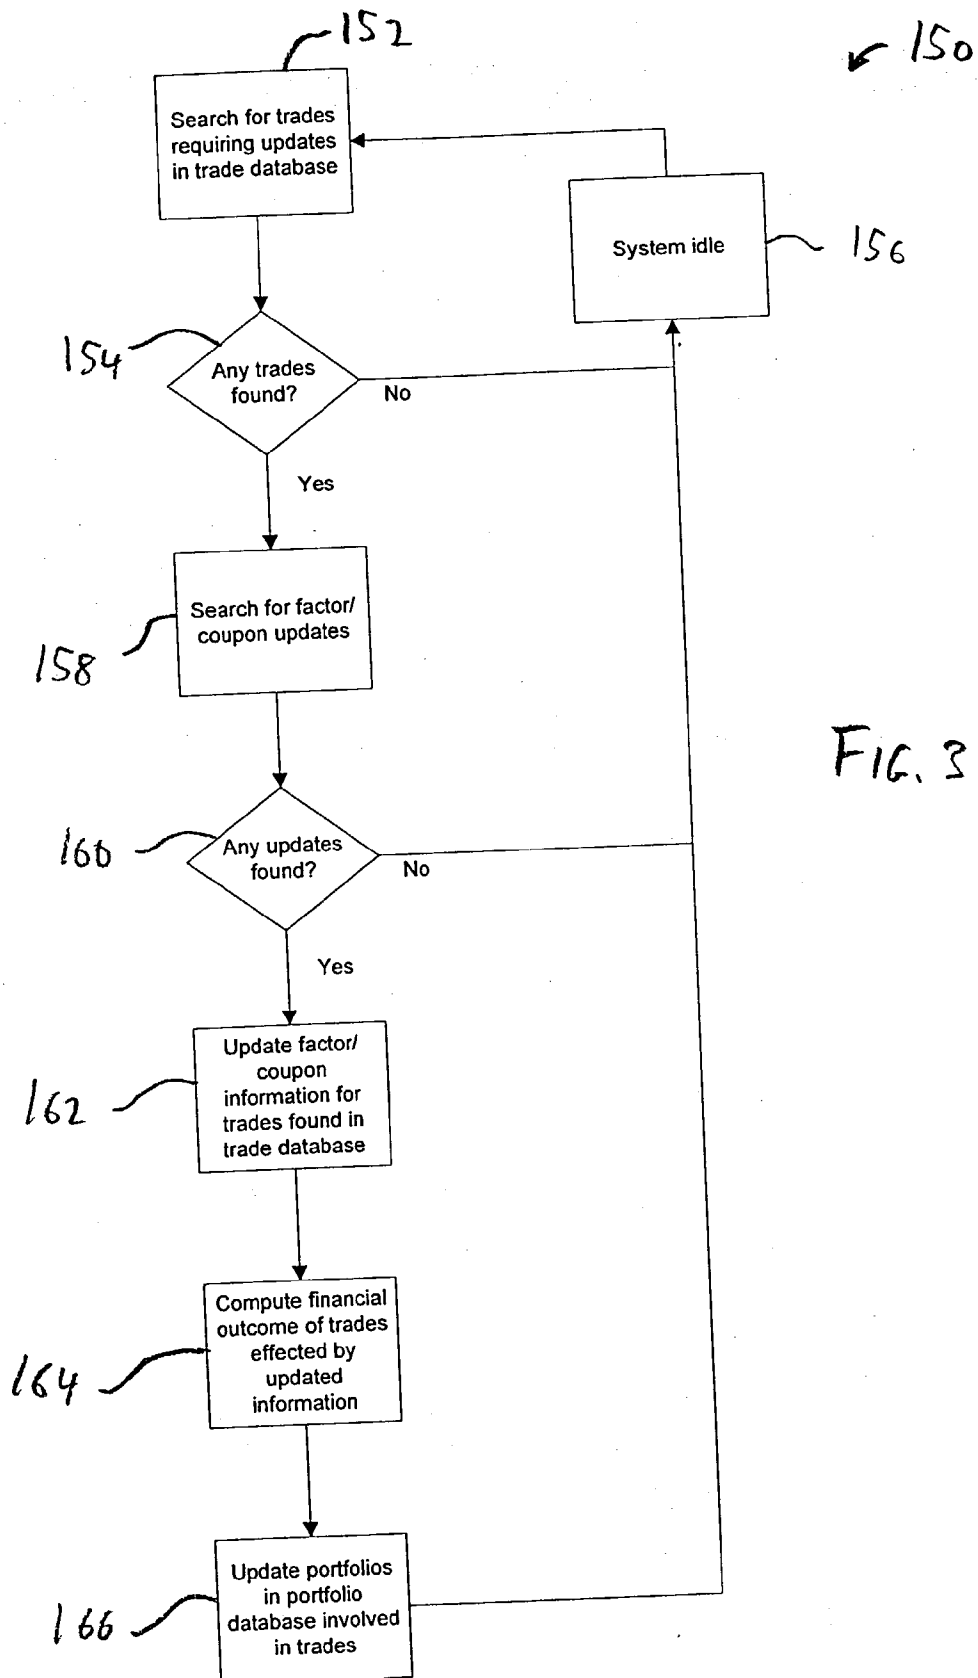 152
150
Search for trades
requiring updates
in trade database
System idle
156
154
Any trades
found?
No
Yes
Search for factor/
coupon updates
158
FIG. 3
160
Any updates
found?
No
Yes
Update factor/
coupon
information for
trades found in
trade database
162
Compute financial
outcome of trades
effected by
updated
information
164
Update portfolios
in portfolio
database involved
in trades
166